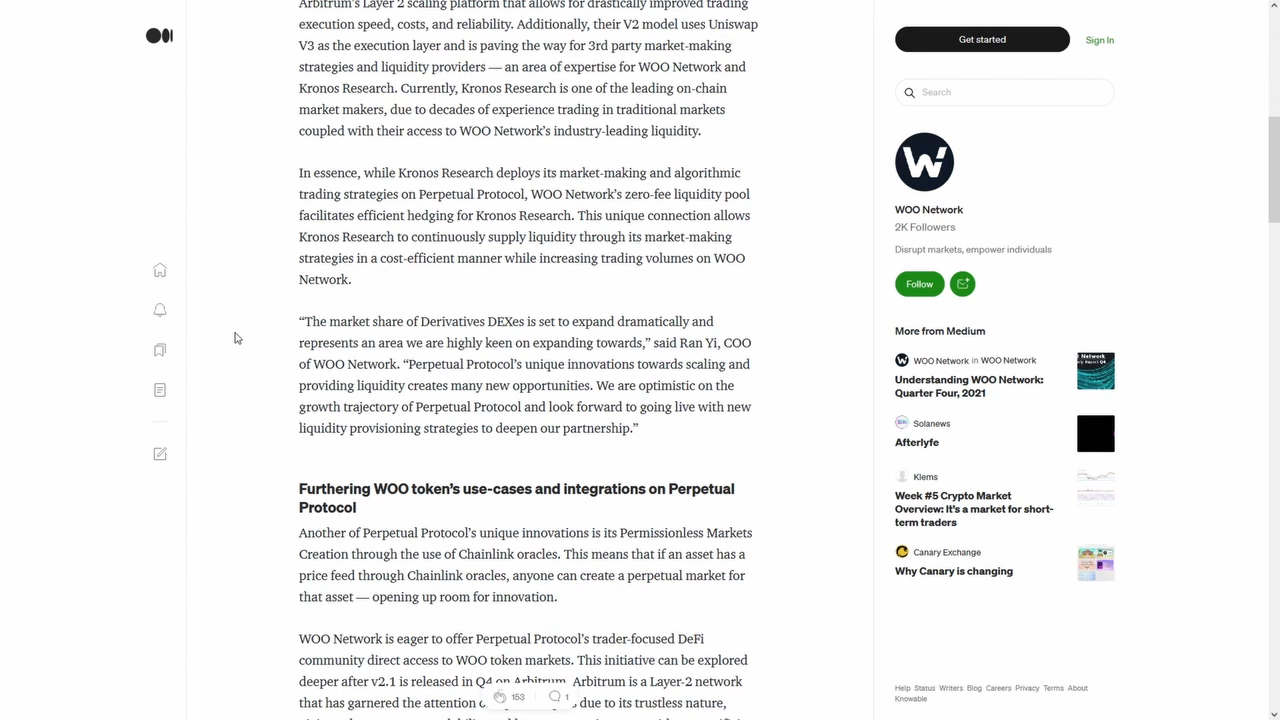 Arbitrum's Layer 2 scaling platform that allows for drastically improved trading
execution speed, costs, and reliability. Additionally, their V2 model uses Uniswap
V3 as the execution layer and is paving the way for 3rd party market-making
strategies and liquidity providers — an area of expertise for WOO Network and
Kronos Research. Currently, Kronos Research is one of the leading on-chain
market makers, due to decades of experience trading in traditional markets
coupled with their access to WOO Network's industry-leading liquidity.
In essence, while Kronos Research deploys its market-making and algorithmic
trading strategies on Perpetual Protocol, WOO Network's zero-fee liquidity pool
facilitates efficient hedging for Kronos Research. This unique connection allows
Kronos Research to continuously supply liquidity through its market-making
strategies in a cost-efficient manner while increasing trading volumes on WOO
Network.
“The market share of Derivatives DEXes is set to expand dramatically and
represents an area we are highly keen on expanding towards,” said Ran Yi, COO
of WOO Network. “Perpetual Protocol's unique innovations towards scaling and
providing liquidity creates many new opportunities. We are optimistic on the
growth trajectory of Perpetual Protocol and look forward to going live with new
liquidity provisioning strategies to deepen our partnership.”
Furthering WOO token's use-cases and integrations on Perpetual
Protocol
Another of Perpetual Protocol's unique innovations is its Permissionless Markets
Creation through the use of Chainlink oracles. This means that if an asset has a
price feed through Chainlink oracles, anyone can create a perpetual market for
that asset — opening up room for innovation.
WOO Network is eager to offer Perpetual Protocol's trader-focused DeFi
community direct access to WOO token markets. This initiative can be explored
deeper after v2.1 is released in Q4 on Arbitrum. Arbitrum is a Layer-2 network
that has garnered the attention of due to its trustless nature,
153
1
Get started
Sign In
Search
W
WOO Network
2K Followers
Disrupt markets, empower individuals
Follow
More from Medium
WOO Network in WOO Network
Understanding WOO Network:
Quarter Four, 2021
Solanews
Afterlyfe
Klems
Week #5 Crypto Market
Overview: It's a market for short-
term traders
Canary Exchange
Why Canary is changing
Help Status Writers Blog Careers Privacy Terms About
Knowable